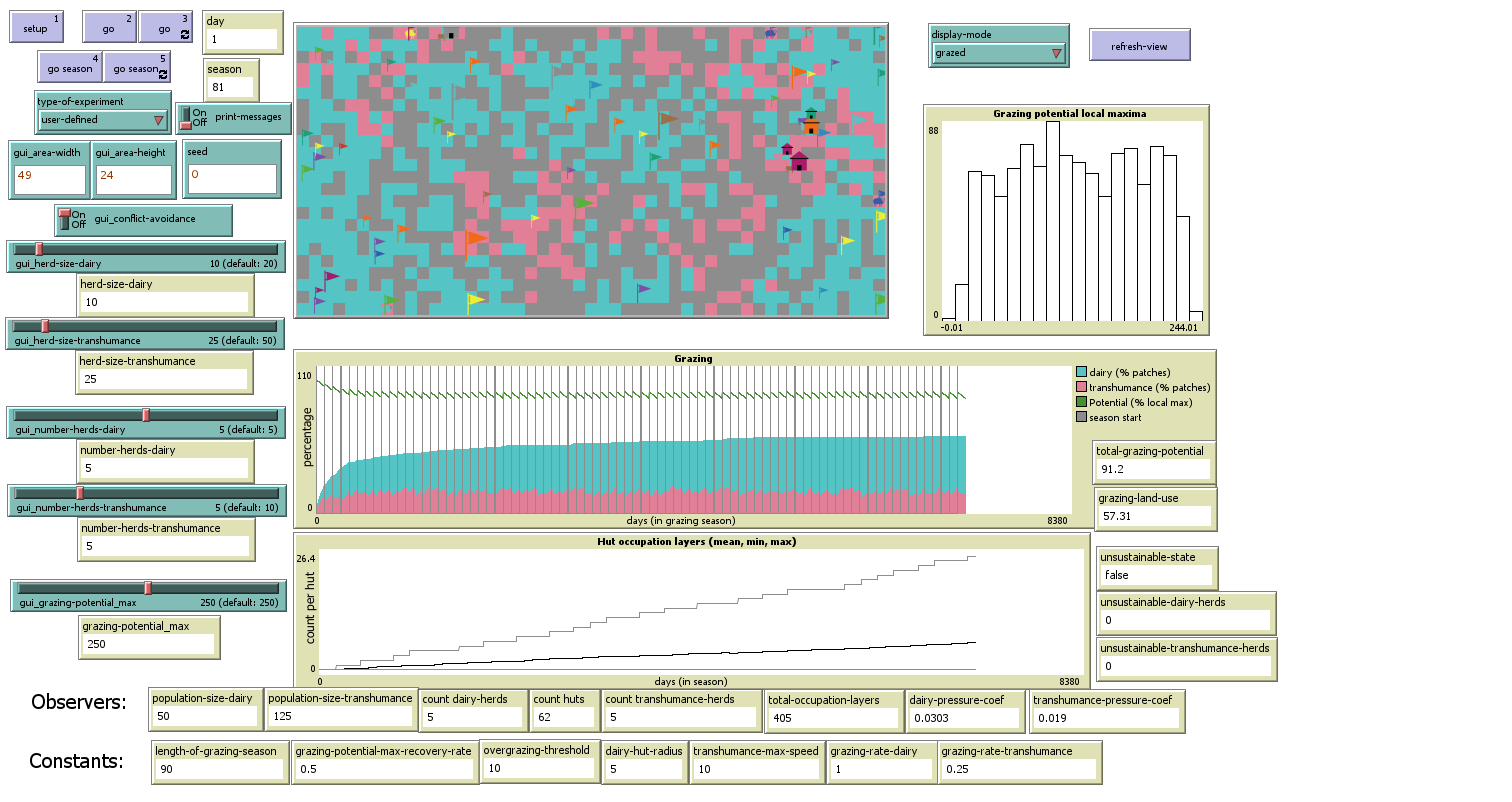 setup 1
go 2
go 3
day
1
go season 4
go season 5
season
81
type-of-experiment
user-defined
On
Off
print-messages
gui_area-width
49
gui_area-height
24
seed
0
On
Off
gui_conflict-avoidance
gui_herd-size-dairy 10 (default: 20)
herd-size-dairy
10
gui_herd-size-transhumance 25 (default: 50)
herd-size-transhumance
25
gui_number-herds-dairy 5 (default: 5)
number-herds-dairy
5
gui_number-herds-transhumance 5 (default: 10)
number-herds-transhumance
5
gui_grazing-potential_max 250 (default: 250)
grazing-potential_max
250
display-mode
grazed
refresh-view
Grazing potential local maxima
88
0
-0.01 244.01
Grazing
110
percentage
0
0 days (in grazing season) 8380
dairy (% patches)
transhumance (% patches)
Potential (% local max)
season start
total-grazing-potential
91.2
grazing-land-use
57.31
Hut occupation layers (mean, min, max)
26.4
count per hut
0
0 days (in season) 8380
unsustainable-state
false
unsustainable-dairy-herds
0
unsustainable-transhumance-herds
0
Observers:
population-size-dairy
50
population-size-transhumance
125
count dairy-herds
5
count huts
62
count transhumance-herds
5
total-occupation-layers
405
dairy-pressure-coef
0.0303
transhumance-pressure-coef
0.019
Constants:
length-of-grazing-season
90
grazing-potential-max-recovery-rate
0.5
overgrazing-threshold
10
dairy-hut-radius
5
transhumance-max-speed
10
grazing-rate-dairy
1
grazing-rate-transhumance
0.25